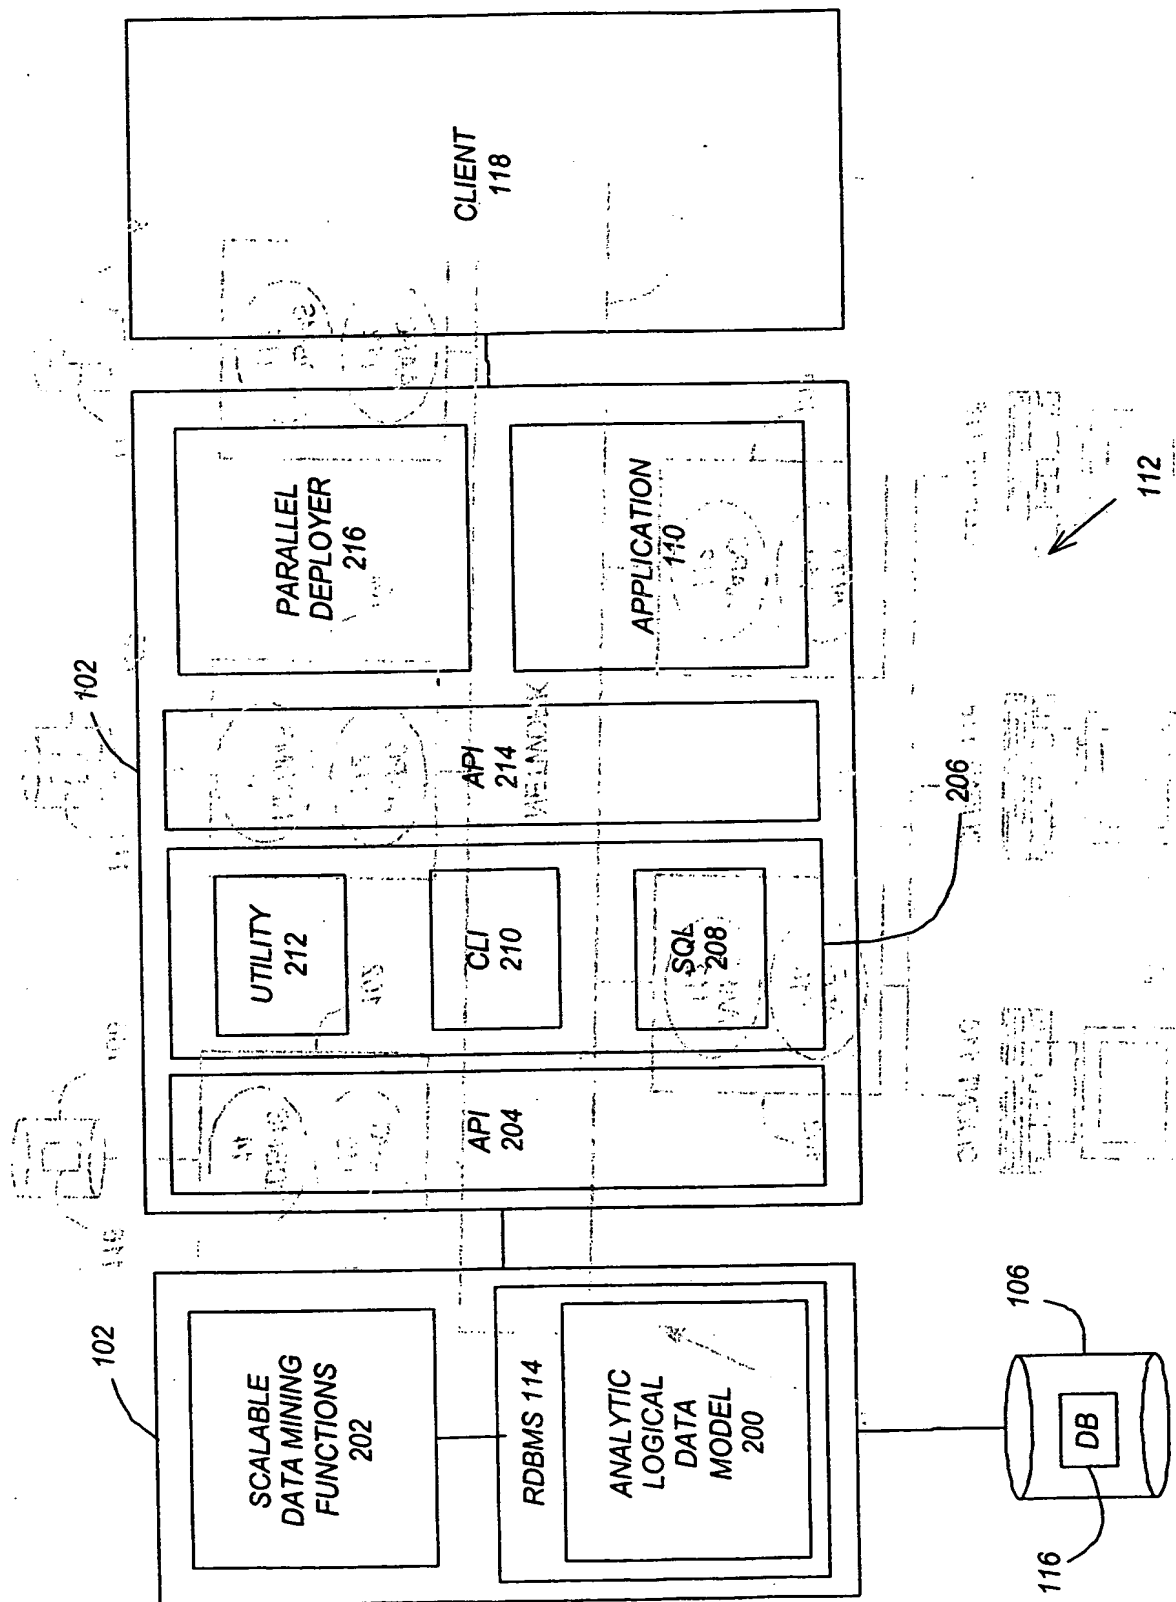 102
SCALABLE
DATA MINING
FUNCTIONS
202
RDBMS 114
ANALYTIC
LOGICAL
DATA
MODEL
200
106
DB
116
102
API
204
UTILITY
212
CLI
210
SQL
208
206
API
214
PARALLEL
DEPLOYER
216
APPLICATION
110
CLIENT
118
112